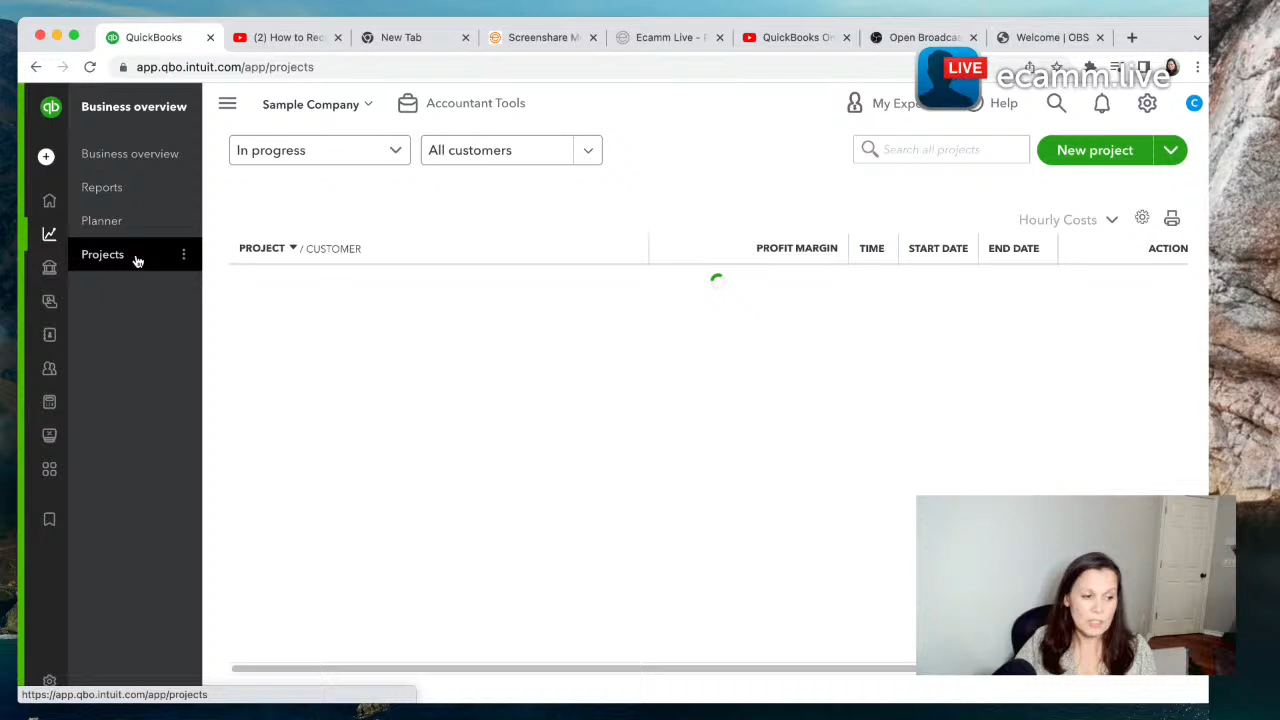 QuickBooks
(2) How to Rec
New Tab
Screenshare M
Ecamm Live - F
QuickBooks On
Open Broadca
Welcome | OBS
app.qbo.intuit.com/app/projects
LIVE
ecamm.live
qb
Business overview
Sample Company
Accountant Tools
My Expe
Help
C
Business overview
Reports
Planner
Projects
In progress
All customers
Search all projects
New project
Hourly Costs
PROJECT / CUSTOMER
PROFIT MARGIN
TIME
START DATE
END DATE
ACTION
https://app.qbo.intuit.com/app/projects